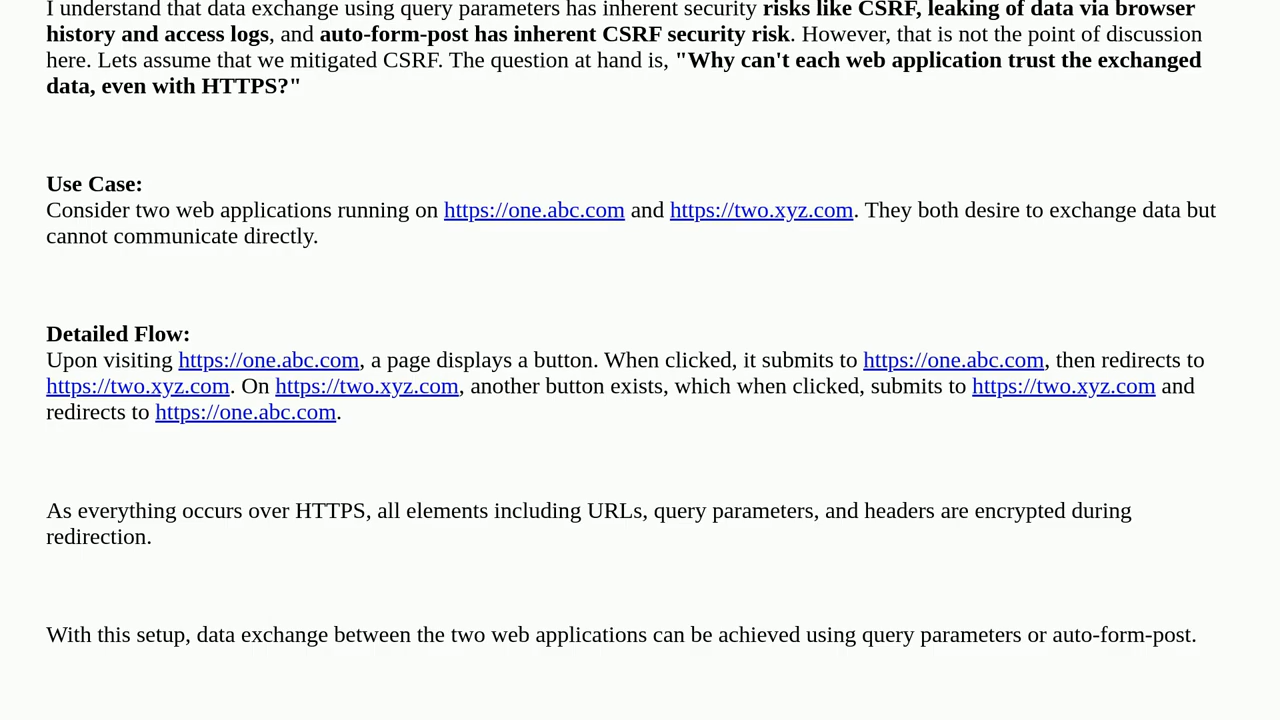 I understand that data exchange using query parameters has inherent security risks like CSRF, leaking of data via browser
history and access logs, and auto-form-post has inherent CSRF security risk. However, that is not the point of discussion
here. Lets assume that we mitigated CSRF. The question at hand is, "Why can't each web application trust the exchanged
data, even with HTTPS?"
Use Case:
Consider two web applications running on https://one.abc.com and https://two.xyz.com. They both desire to exchange data but
cannot communicate directly.
Detailed Flow:
Upon visiting https://one.abc.com, a page displays a button. When clicked, it submits to https://one.abc.com, then redirects to
https://two.xyz.com. On https://two.xyz.com, another button exists, which when clicked, submits to https://two.xyz.com and
redirects to https://one.abc.com.
As everything occurs over HTTPS, all elements including URLs, query parameters, and headers are encrypted during
redirection.
With this setup, data exchange between the two web applications can be achieved using query parameters or auto-form-post.